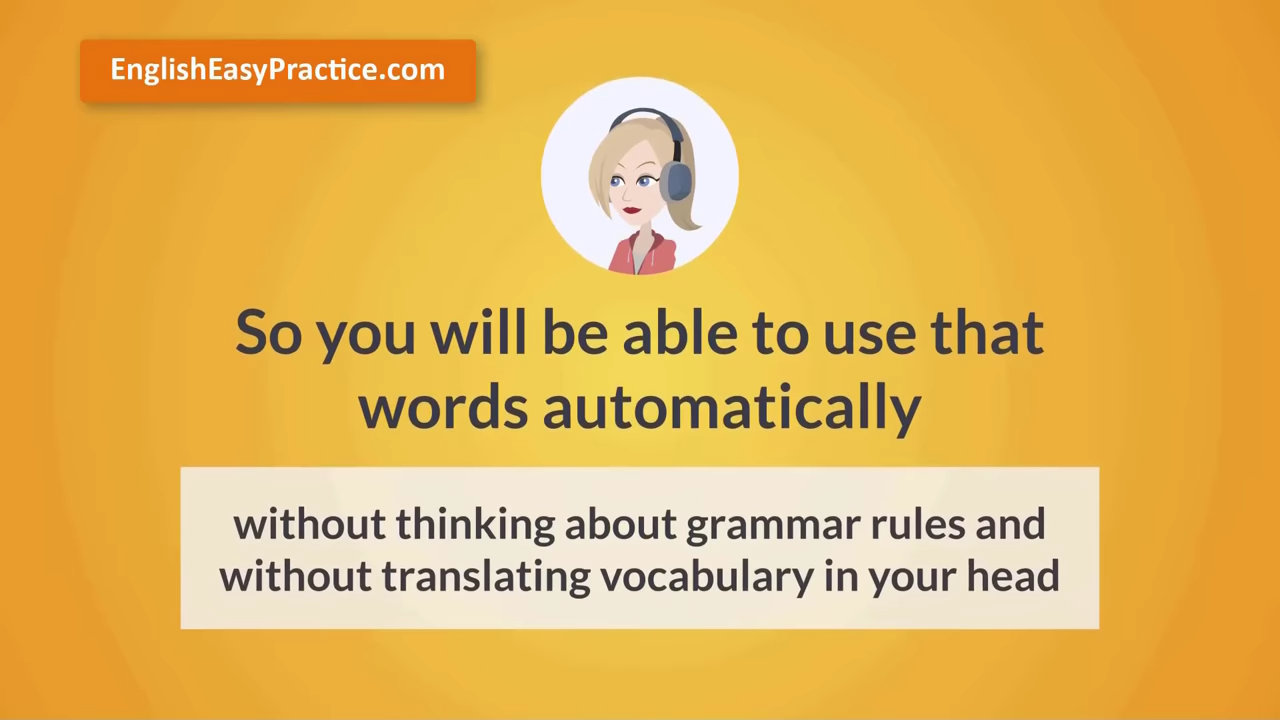 EnglishEasyPractice.com
So you will be able to use that
words automatically
without thinking about grammar rules and
without translating vocabulary in your head